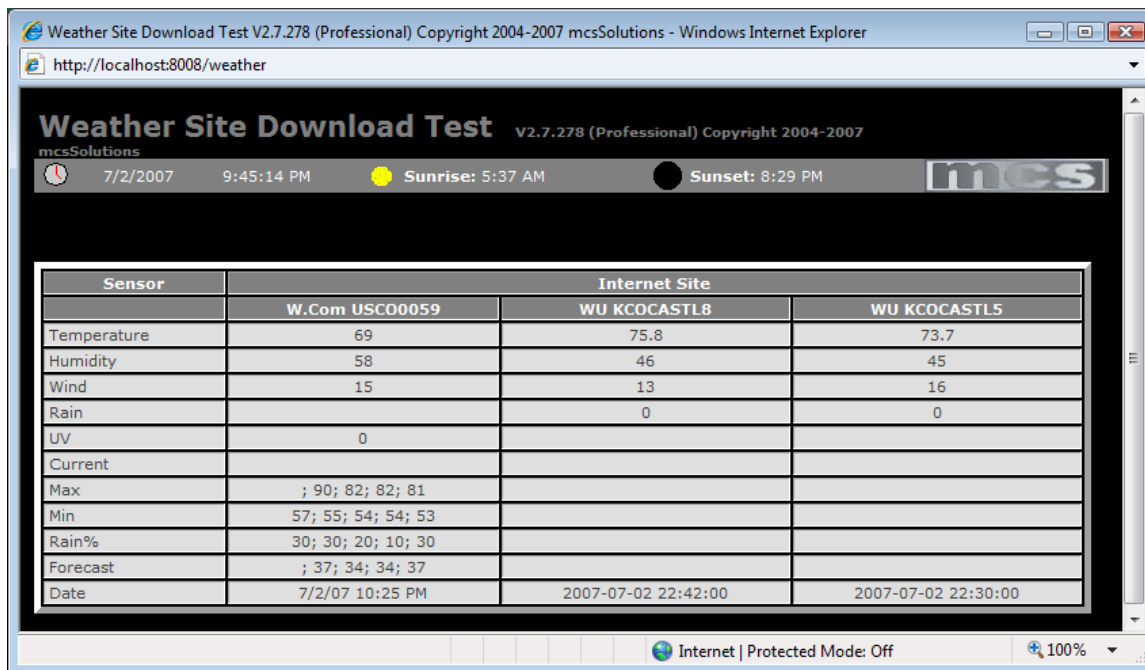 Weather Site Download Test V2.7.278 (Professional) Copyright 2004-2007 mcsSolutions - Windows Internet Explorer
http://localhost:8008/weather
Weather Site Download Test V2.7.278 (Professional) Copyright 2004-2007
mcsSolutions
7/2/2007 9:45:14 PM Sunrise: 5:37 AM Sunset: 8:29 PM mcs
Sensor Internet Site
W.Com USCO0059 WU KCOCASTL8 WU KCOCASTL5
Temperature 69 75.8 73.7
Humidity 58 46 45
Wind 15 13 16
Rain 0 0
UV 0
Current
Max ; 90; 82; 82; 81
Min 57; 55; 54; 54; 53
Rain% 30; 30; 20; 10; 30
Forecast ; 37; 34; 34; 37
Date 7/2/07 10:25 PM 2007-07-02 22:42:00 2007-07-02 22:30:00
Internet | Protected Mode: Off 100%